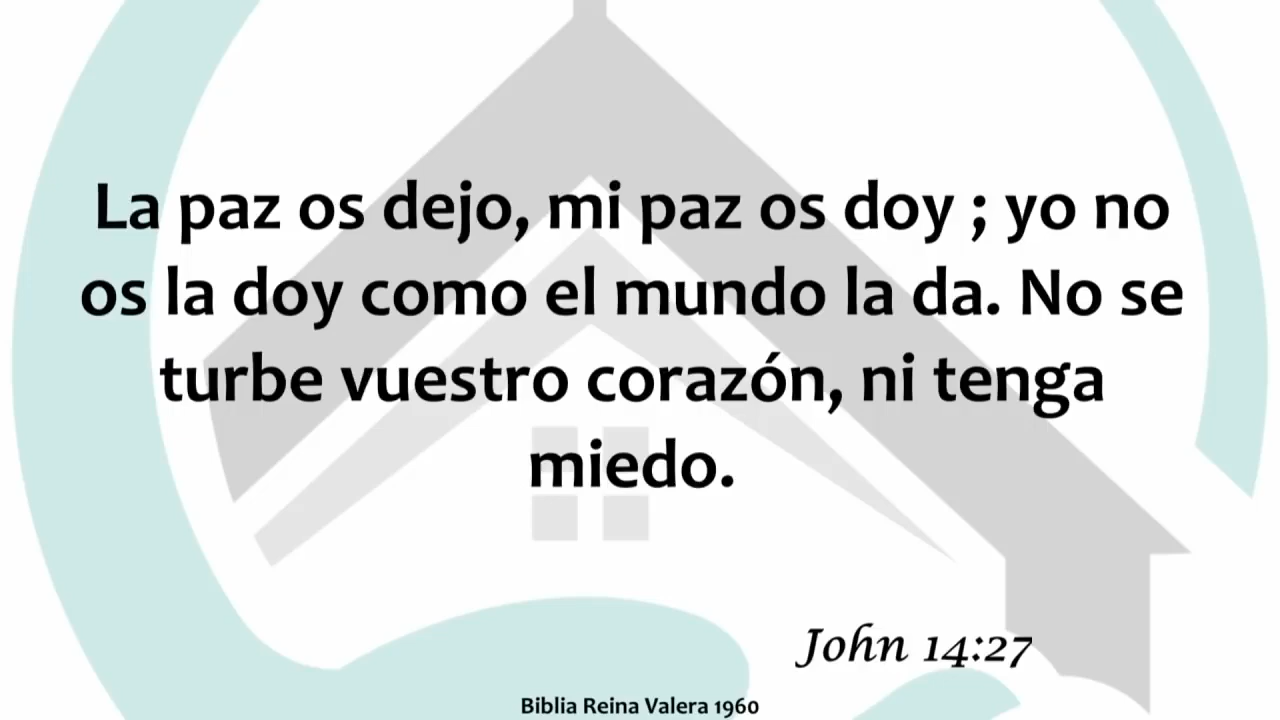 La paz os dejo, mi paz os doy ; yo no
os la doy como el mundo la da. No se
turbe vuestro corazón, ni tenga
miedo.
John 14:27
Biblia Reina Valera 1960